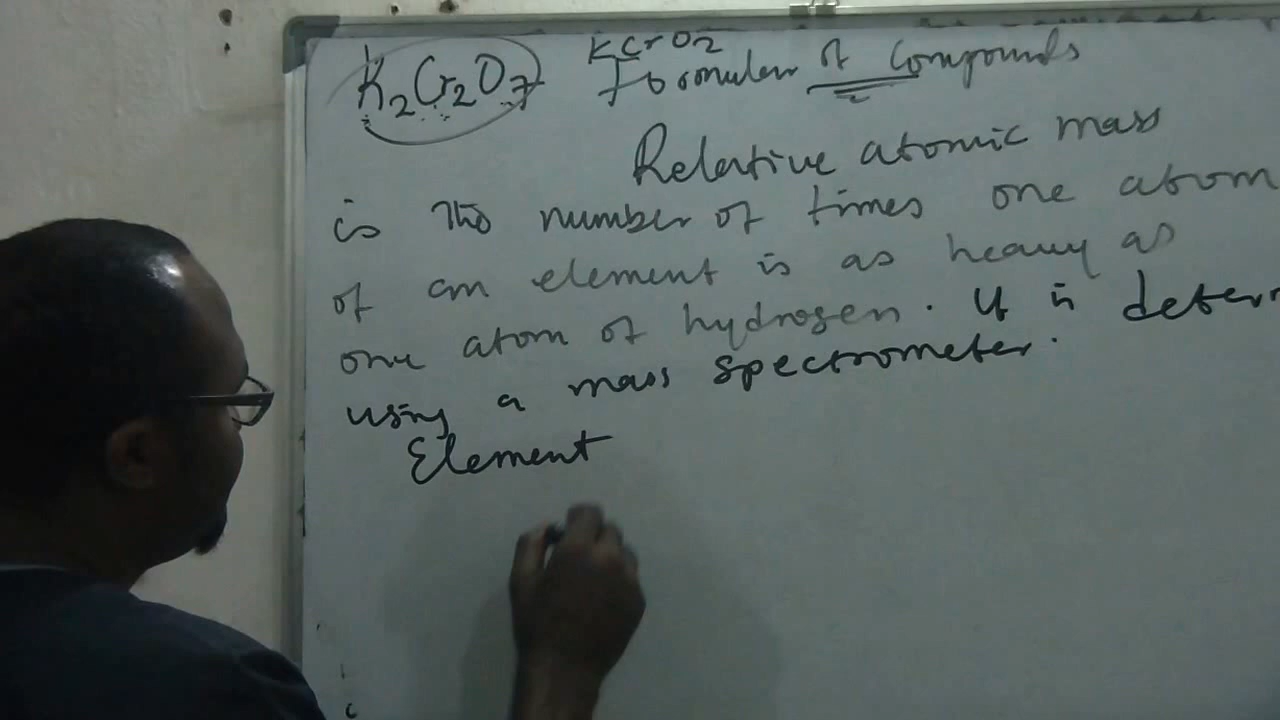 K2Cr2O7 KCrO2
of Compounds
Relative atomic mass
is the number of times one atom
of an element is as heavy as
one atom of hydrogen. It is deter
using a mass spectrometer.
Element